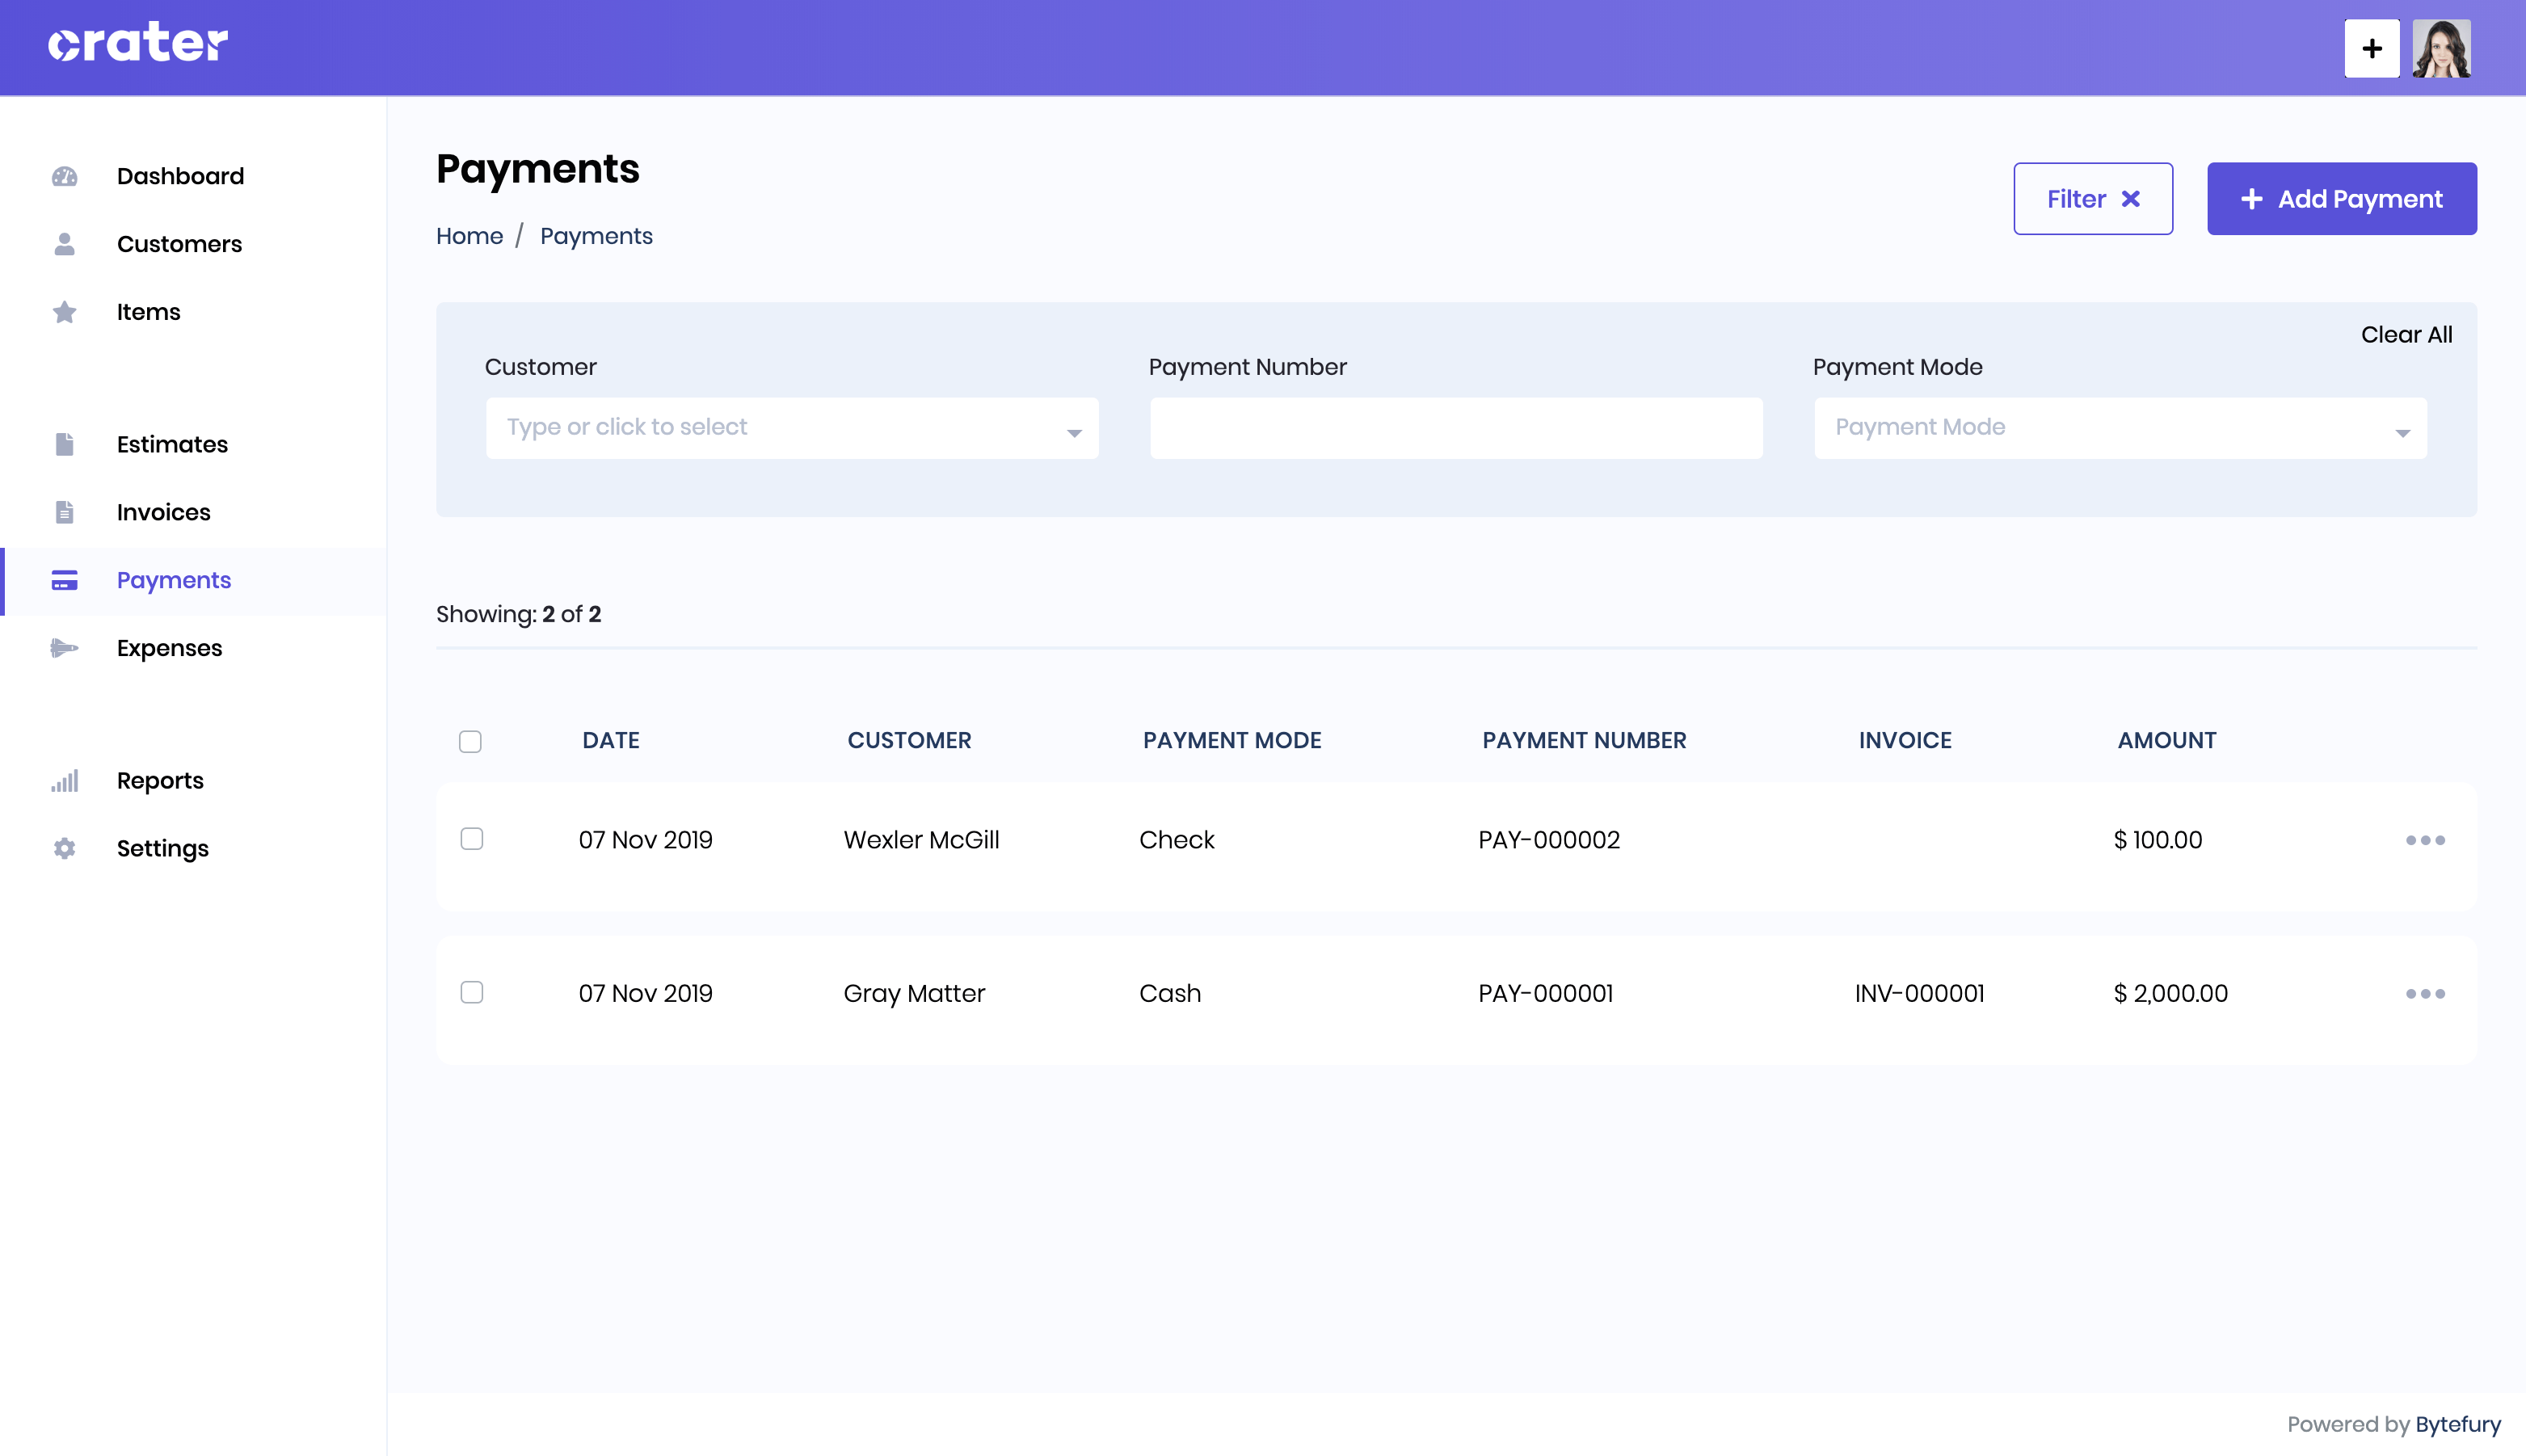 crater
Dashboard
Customers
Items
Estimates
Invoices
Payments
Expenses
Reports
Settings
Payments
Home / Payments
Filter
Add Payment
Clear All
Customer
Payment Number
Payment Mode
Type or click to select
Payment Mode
Showing: 2 of 2
DATE CUSTOMER PAYMENT MODE PAYMENT NUMBER INVOICE AMOUNT
07 Nov 2019 Wexler McGill Check PAY-000002 $ 100.00
07 Nov 2019 Gray Matter Cash PAY-000001 INV-000001 $ 2,000.00
Powered by Bytefury